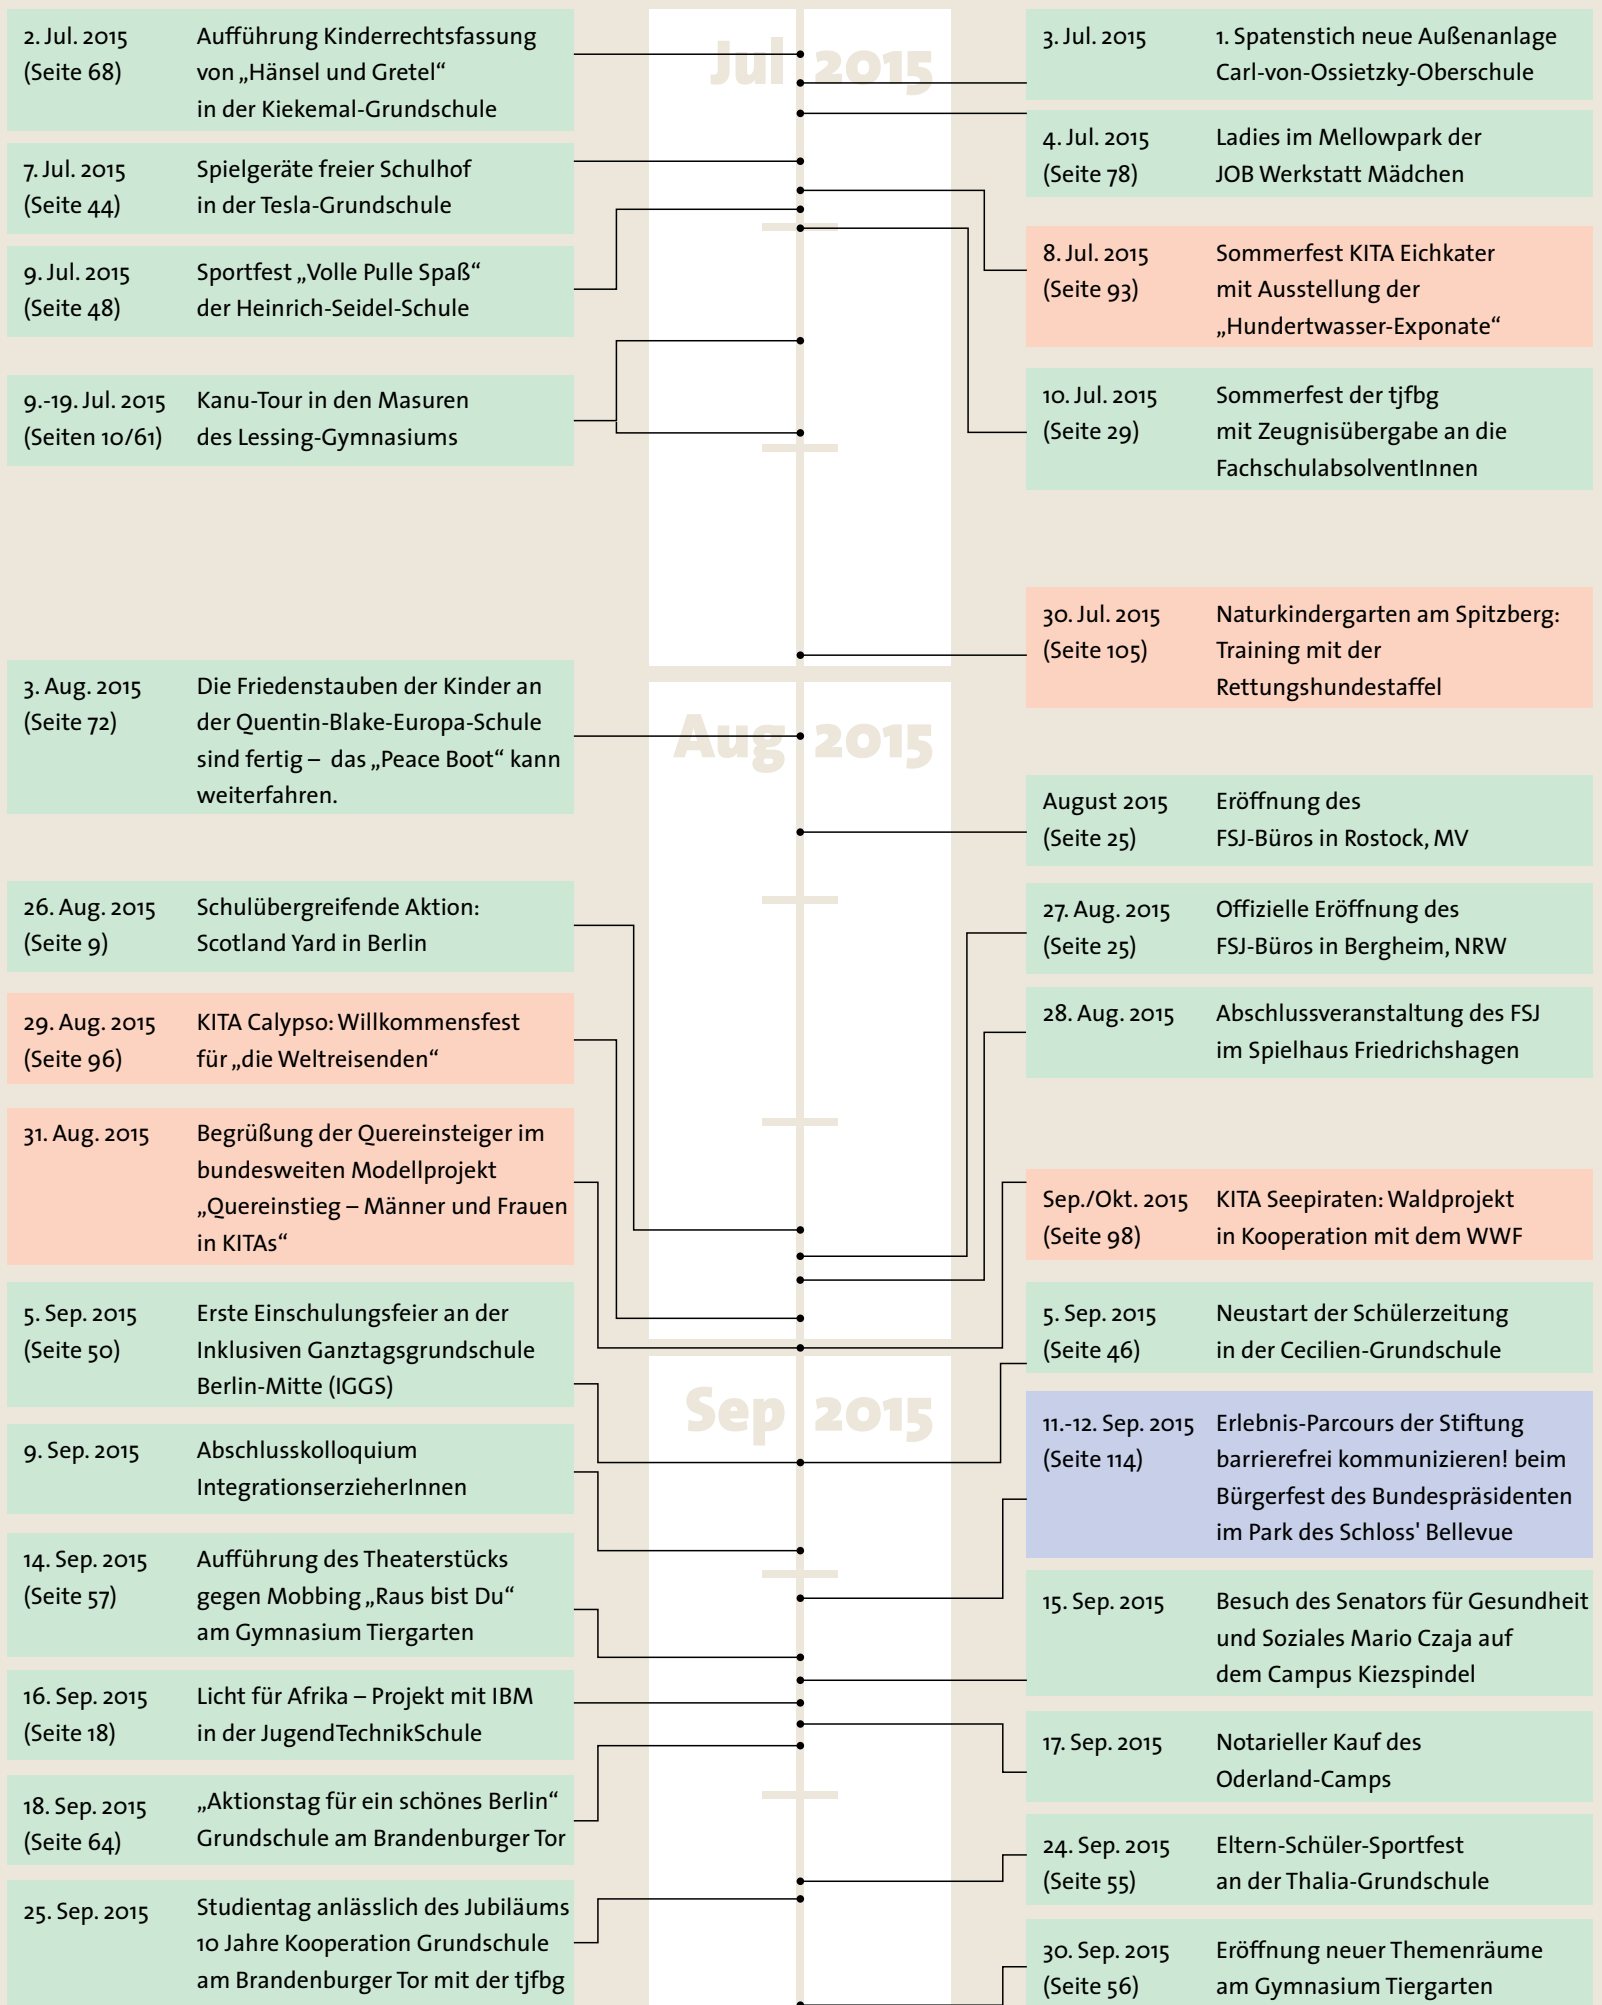 Jul 2015
2. Jul. 2015
(Seite 68)
Aufführung Kinderrechtsfassung
von „Hänsel und Gretel“
in der Kiekemal-Grundschule
3. Jul. 2015
1. Spatenstich neue Außenanlage
Carl-von-Ossietzky-Oberschule
4. Jul. 2015
(Seite 78)
Ladies im Mellowpark der
JOB Werkstatt Mädchen
7. Jul. 2015
(Seite 44)
Spielgeräte freier Schulhof
in der Tesla-Grundschule
8. Jul. 2015
(Seite 93)
Sommerfest KITA Eichkater
mit Ausstellung der
„Hundertwasser-Exponate“
9. Jul. 2015
(Seite 48)
Sportfest „Volle Pulle Spaß“
der Heinrich-Seidel-Schule
9.-19. Jul. 2015
(Seiten 10/61)
Kanu-Tour in den Masuren
des Lessing-Gymnasiums
10. Jul. 2015
(Seite 29)
Sommerfest der tjfbg
mit Zeugnisübergabe an die
FachschulabsolventInnen
30. Jul. 2015
(Seite 105)
Naturkindergarten am Spitzberg:
Training mit der
Rettungshundestaffel
Aug 2015
3. Aug. 2015
(Seite 72)
Die Friedenstauben der Kinder an
der Quentin-Blake-Europa-Schule
sind fertig – das „Peace Boot“ kann
weiterfahren.
August 2015
(Seite 25)
Eröffnung des
FSJ-Büros in Rostock, MV
26. Aug. 2015
(Seite 9)
Schulübergreifende Aktion:
Scotland Yard in Berlin
27. Aug. 2015
(Seite 25)
Offizielle Eröffnung des
FSJ-Büros in Bergheim, NRW
28. Aug. 2015
Abschlussveranstaltung des FSJ
im Spielhaus Friedrichshagen
29. Aug. 2015
(Seite 96)
KITA Calypso: Willkommensfest
für „die Weltreisenden“
31. Aug. 2015
Begrüßung der Quereinsteiger im
bundesweiten Modellprojekt
„Quereinstieg – Männer und Frauen
in KITAs“
Sep./Okt. 2015
(Seite 98)
KITA Seepiraten: Waldprojekt
in Kooperation mit dem WWF
Sep 2015
5. Sep. 2015
(Seite 50)
Erste Einschulungsfeier an der
Inklusiven Ganztagsgrundschule
Berlin-Mitte (IGGS)
5. Sep. 2015
(Seite 46)
Neustart der Schülerzeitung
in der Cecilien-Grundschule
9. Sep. 2015
Abschlusskolloquium
IntegrationserzieherInnen
11.-12. Sep. 2015
(Seite 114)
Erlebnis-Parcours der Stiftung
barrierefrei kommunizieren! beim
Bürgerfest des Bundespräsidenten
im Park des Schloss' Bellevue
14. Sep. 2015
(Seite 57)
Aufführung des Theaterstücks
gegen Mobbing „Raus bist Du“
am Gymnasium Tiergarten
15. Sep. 2015
Besuch des Senators für Gesundheit
und Soziales Mario Czaja auf
dem Campus Kiezspindel
16. Sep. 2015
(Seite 18)
Licht für Afrika – Projekt mit IBM
in der JugendTechnikSchule
17. Sep. 2015
Notarieller Kauf des
Oderland-Camps
18. Sep. 2015
(Seite 64)
„Aktionstag für ein schönes Berlin“
Grundschule am Brandenburger Tor
24. Sep. 2015
(Seite 55)
Eltern-Schüler-Sportfest
an der Thalia-Grundschule
25. Sep. 2015
Studientag anlässlich des Jubiläums
10 Jahre Kooperation Grundschule
am Brandenburger Tor mit der tjfbg
30. Sep. 2015
(Seite 56)
Eröffnung neuer Themenräume
am Gymnasium Tiergarten